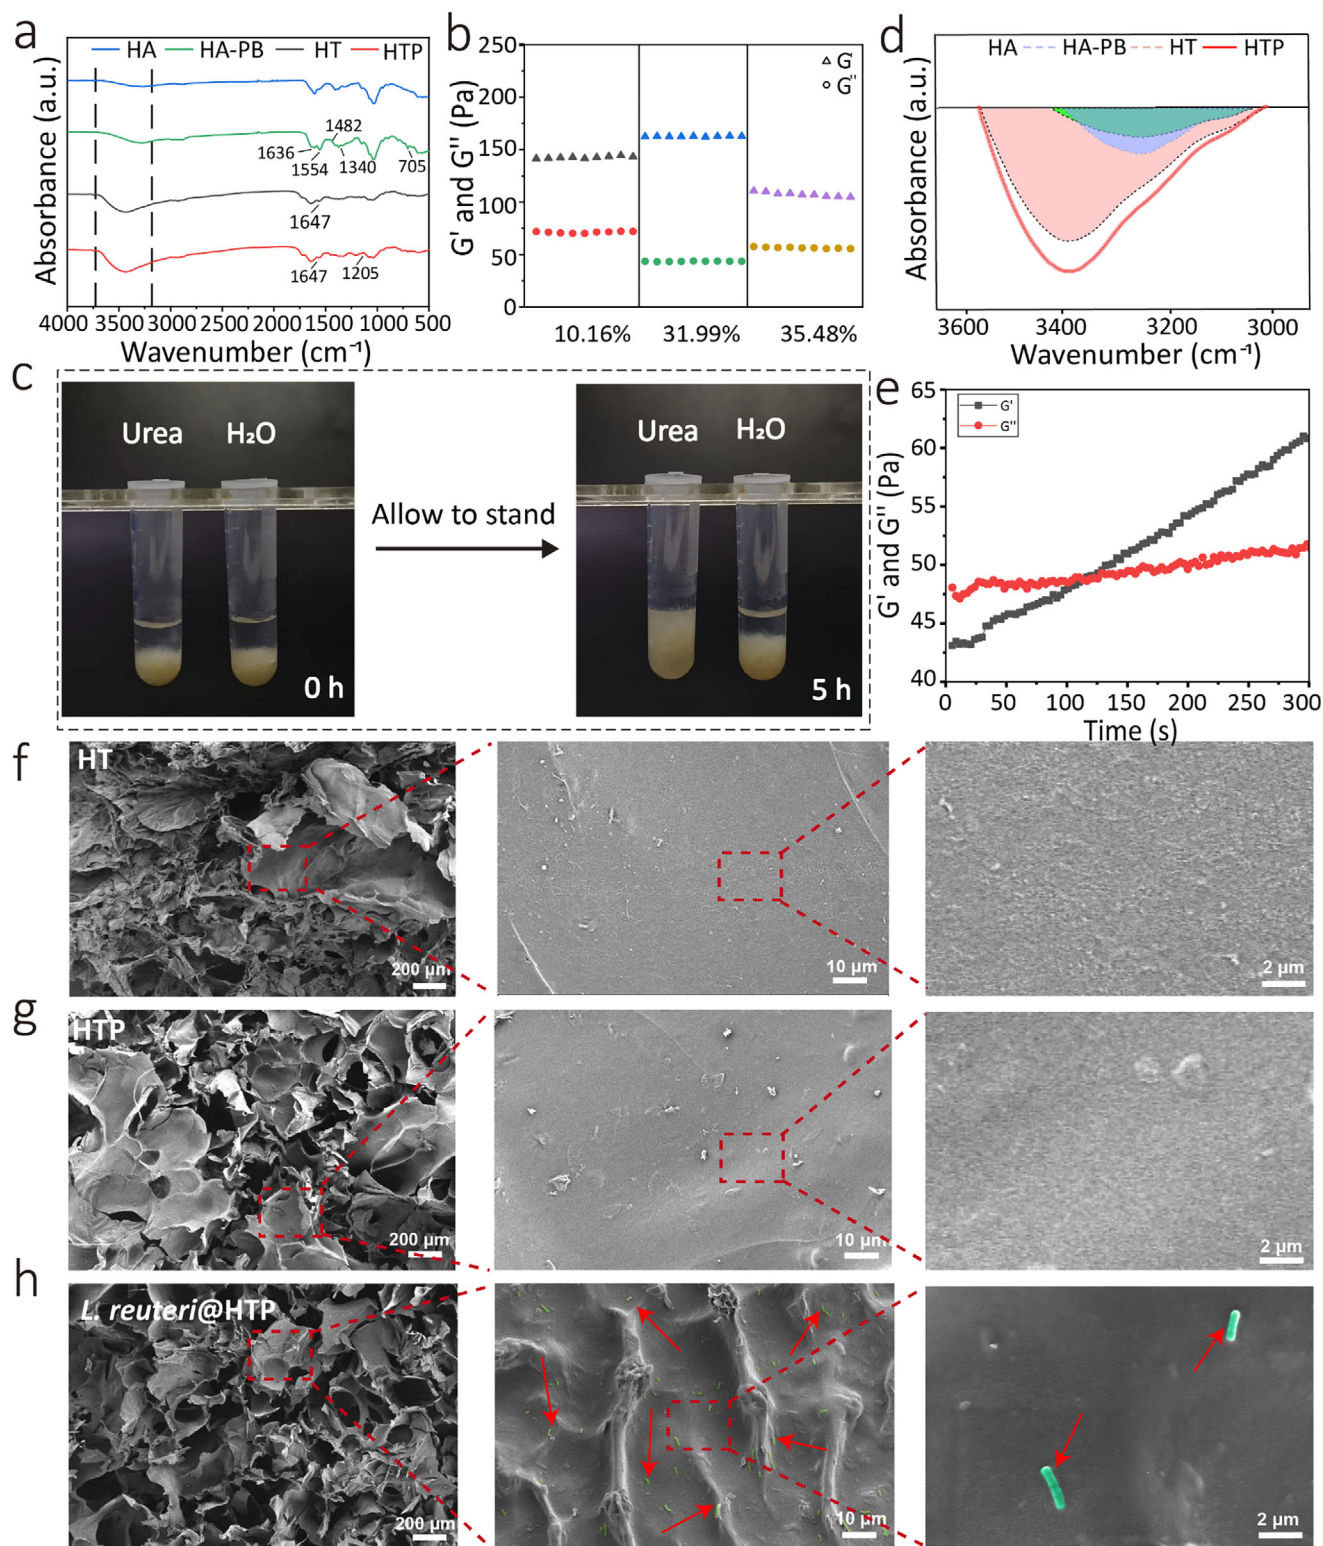 a
HA HA-PB HT HTP
Absorbance (a.u.)
1636
1554
1482
1340
705
1647
1647
1205
4000 3500 3000 2500 2000 1500 1000 500
Wavenumber (cm⁻¹)
b
G' and G'' (Pa)
250
200
150
100
50
0
G'
G''
10.16% 31.99% 35.48%
d
HA HA-PB HT HTP
Absorbance (a.u.)
3600 3400 3200 3000
Wavenumber (cm⁻¹)
c
Urea H₂O
0 h
Allow to stand
Urea H₂O
5 h
e
G' and G'' (Pa)
65
60
55
50
45
40
G'
G''
0 50 100 150 200 250 300
Time (s)
f
HT
200 µm
10 µm
2 µm
g
HTP
200 µm
10 µm
2 µm
h
L. reuteri@HTP
200 µm
10 µm
2 µm